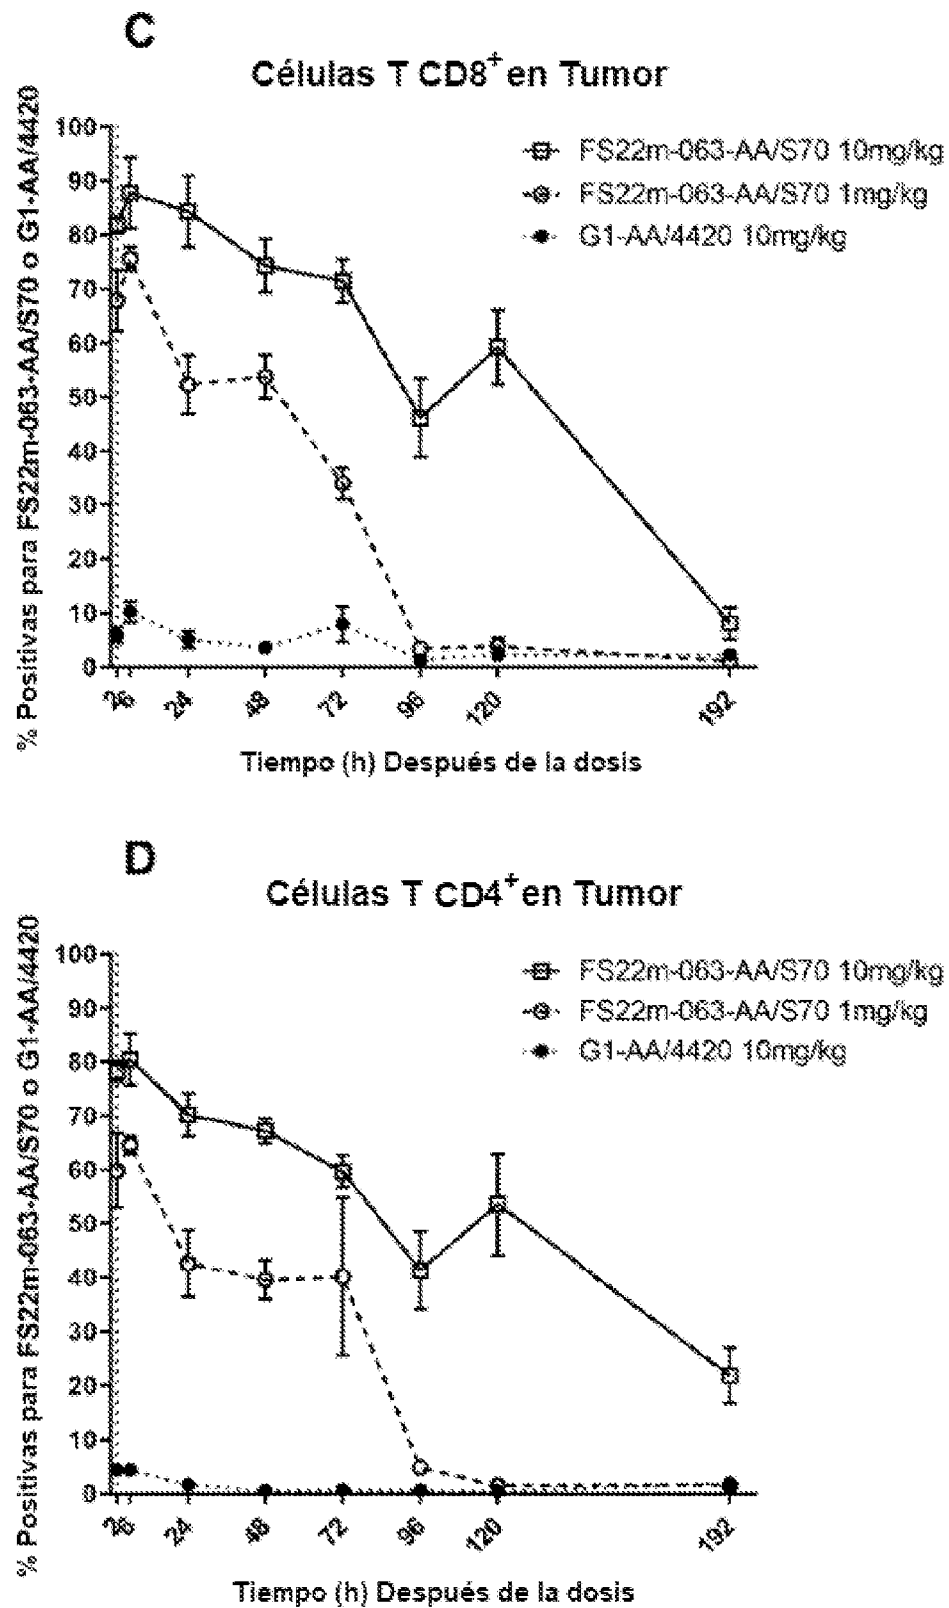 C
Células T CD8+ en Tumor
% Positivas para FS22m-063-AA/S70 o G1-AA/4420
100
90
80
70
60
50
40
30
20
10
0
FS22m-063-AA/S70 10mg/kg
FS22m-063-AA/S70 1mg/kg
G1-AA/4420 10mg/kg
2 6 24 48 72 96 120 192
Tiempo (h) Después de la dosis
D
Células T CD4+ en Tumor
% Positivas para FS22m-063-AA/S70 o G1-AA/4420
100
90
80
70
60
50
40
30
20
10
0
FS22m-063-AA/S70 10mg/kg
FS22m-063-AA/S70 1mg/kg
G1-AA/4420 10mg/kg
2 6 24 48 72 96 120 192
Tiempo (h) Después de la dosis